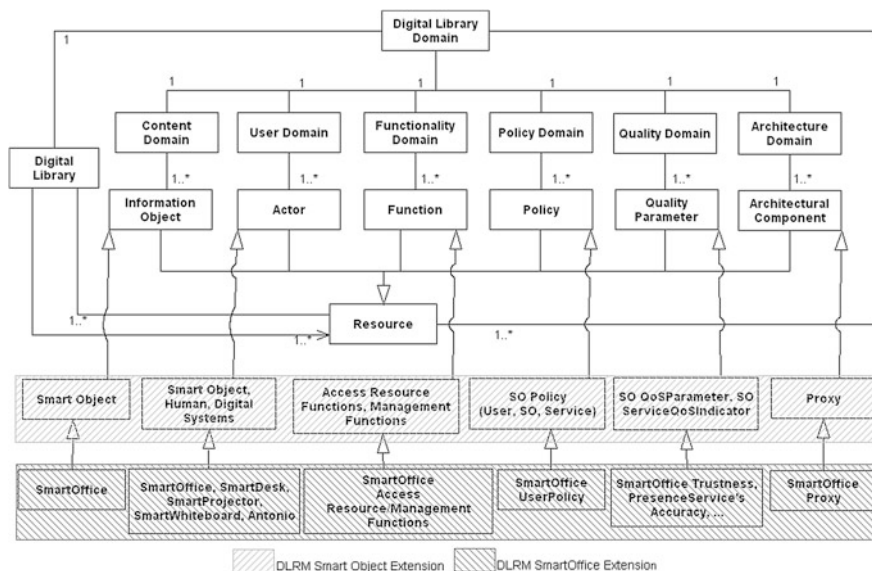 Digital Library
Domain
1
1
1
1
1
1
1
Content
Domain
User Domain
Functionality
Domain
Policy Domain
Quality Domain
Architecture
Domain
Digital
Library
1..*
1..*
1..*
1..*
1..*
1..*
Information
Object
Actor
Function
Policy
Quality
Parameter
Architectural
Component
Resource
1..*
1..*
1..*
Smart Object
Smart Object,
Human, Digital
Systems
Access Resource
Functions, Management
Functions
SO Policy
(User, SO, Service)
SO QoSParameter, SO
ServiceQoSIndicator
Proxy
SmartOffice
SmartOffice, SmartDesk,
SmartProjector,
SmartWhiteboard, Antonio
SmartOffice
Access
Resource/Management
Functions
SmartOffice
UserPolicy
SmartOffice Trustness,
PresenceService's
Accuracy, ...
SmartOffice
Proxy
DLRM Smart Object Extension
DLRM SmartOffice Extension